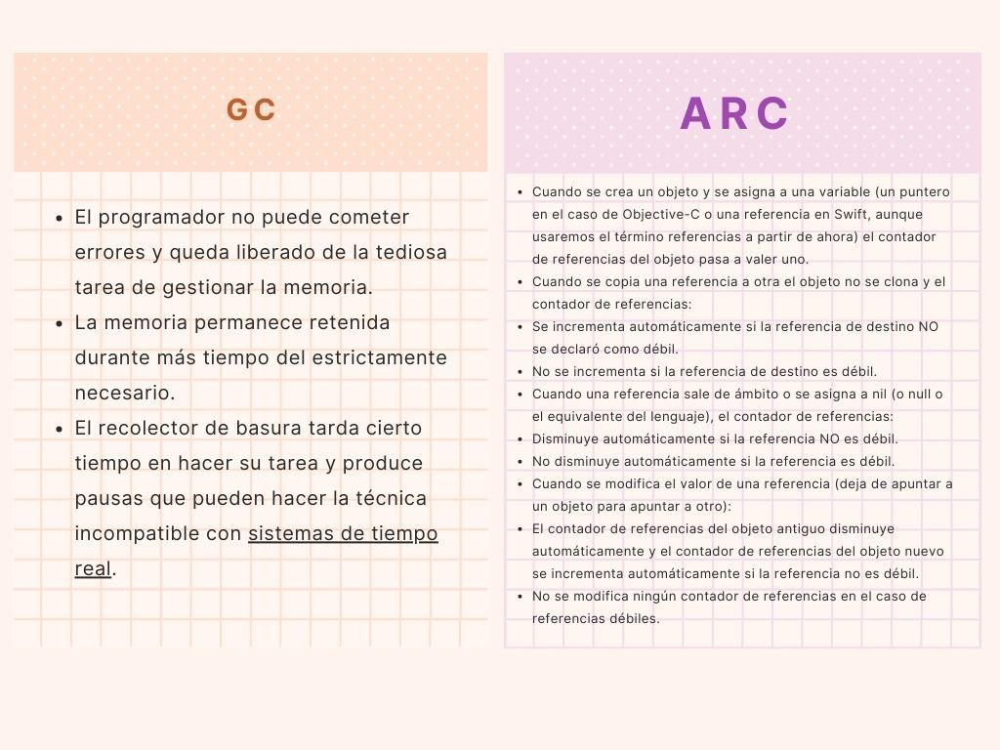 GC
• El programador no puede cometer
errores y queda liberado de la tediosa
tarea de gestionar la memoria.
• La memoria permanece retenida
durante más tiempo del estrictamente
necesario.
• El recolector de basura tarda cierto
tiempo en hacer su tarea y produce
pausas que pueden hacer la técnica
incompatible con sistemas de tiempo
real.
ARC
• Cuando se crea un objeto y se asigna a una variable (un puntero
en el caso de Objective-C o una referencia en Swift, aunque
usaremos el término referencias a partir de ahora) el contador
de referencias del objeto pasa a valer uno.
• Cuando se copia una referencia a otra el objeto no se clona y el
contador de referencias:
• Se incrementa automáticamente si la referencia de destino NO
se declaró como débil.
• No se incrementa si la referencia de destino es débil.
• Cuando una referencia sale de ámbito o se asigna a nil (o null o
el equivalente del lenguaje), el contador de referencias:
• Disminuye automáticamente si la referencia NO es débil.
• No disminuye automáticamente si la referencia es débil.
• Cuando se modifica el valor de una referencia (deja de apuntar a
un objeto para apuntar a otro):
• El contador de referencias del objeto antiguo disminuye
automáticamente y el contador de referencias del objeto nuevo
se incrementa automáticamente si la referencia no es débil.
• No se modifica ningún contador de referencias en el caso de
referencias débiles.